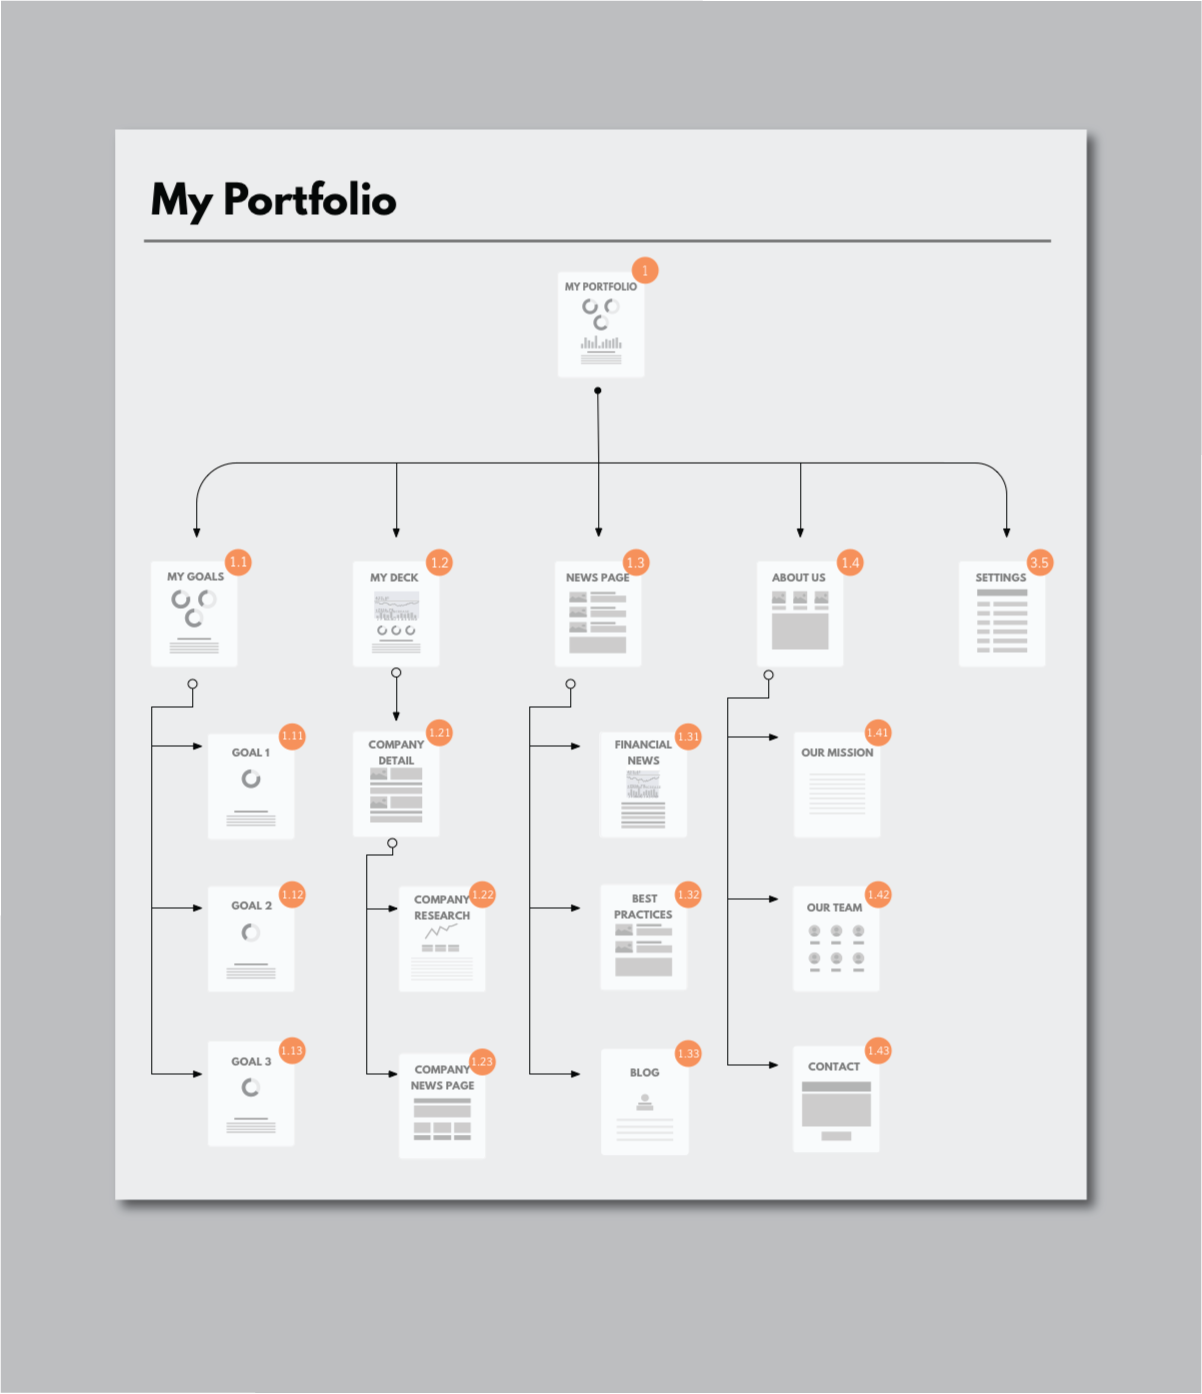 My Portfolio
1
MY PORTFOLIO
1.1
MY GOALS
1.2
MY DECK
1.3
NEWS PAGE
1.4
ABOUT US
3.5
SETTINGS
1.11
GOAL 1
1.21
COMPANY
DETAIL
1.31
FINANCIAL
NEWS
1.41
OUR MISSION
1.12
GOAL 2
1.22
COMPANY
RESEARCH
1.32
BEST
PRACTICES
1.42
OUR TEAM
1.13
GOAL 3
1.23
COMPANY
NEWS PAGE
1.33
BLOG
1.43
CONTACT